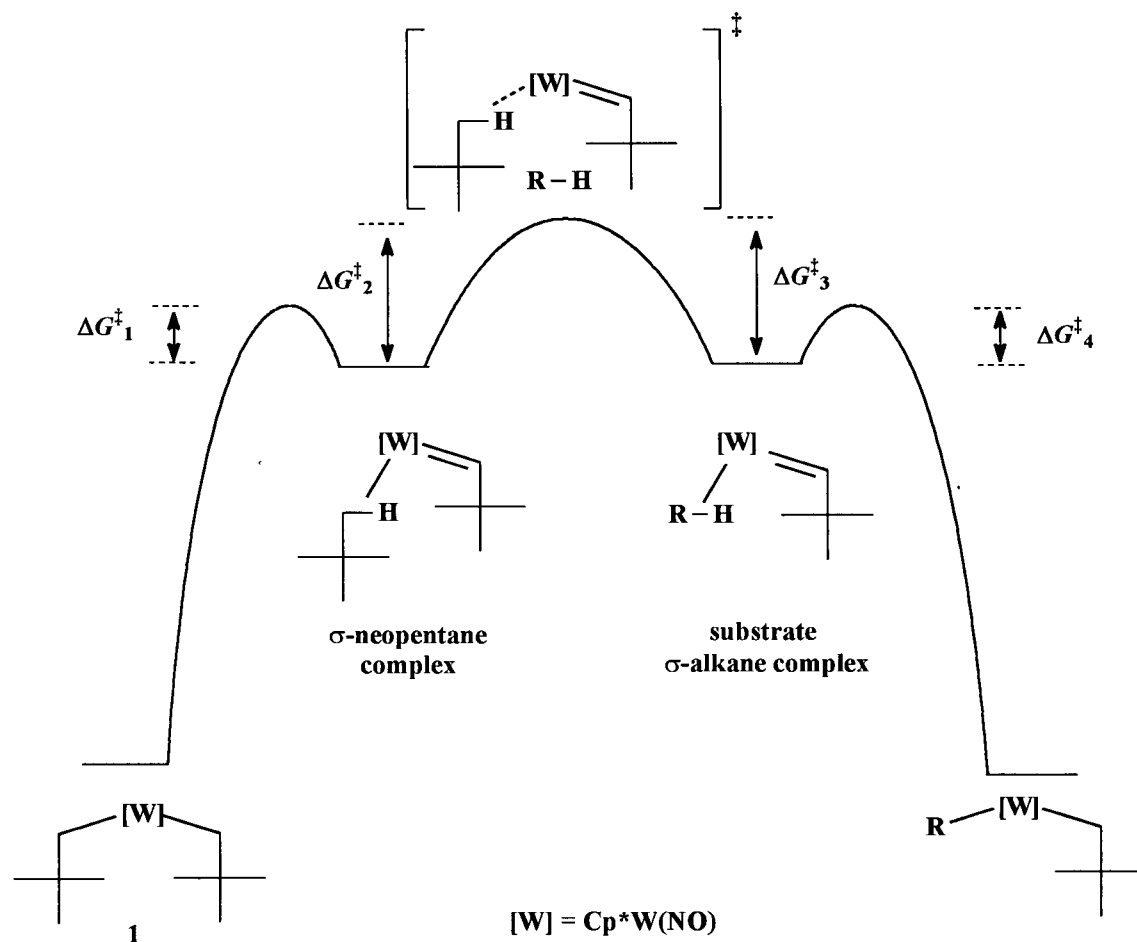 ‡
[W]
H
R – H
ΔG‡2
ΔG‡3
ΔG‡1
ΔG‡4
[W]
H
[W]
R – H
σ-neopentane
complex
substrate
σ-alkane complex
[W]
R
[W]
1
[W] = Cp*W(NO)